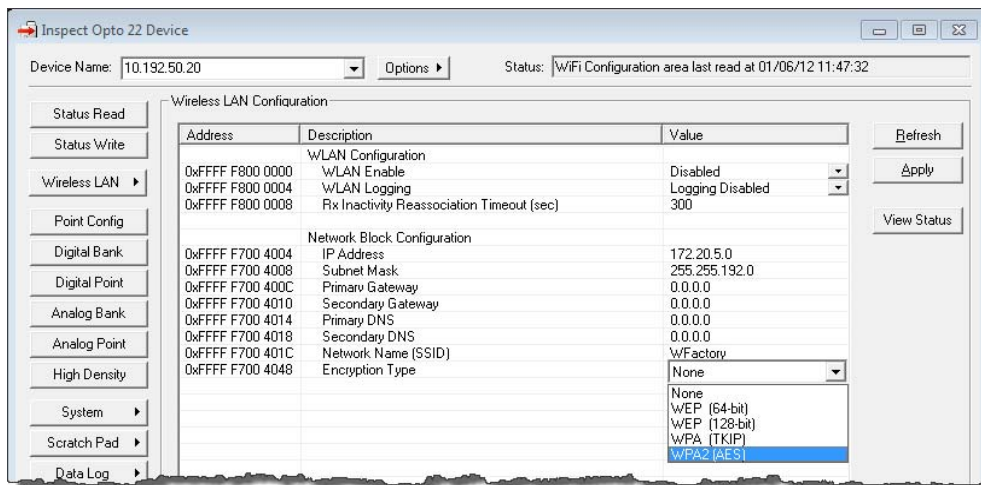 Inspect Opto 22 Device
Device Name: 10.192.50.20 Options Status: WiFi Configuration area last read at 01/06/12 11:47:32
Status Read
Status Write
Wireless LAN
Point Config
Digital Bank
Digital Point
Analog Bank
Analog Point
High Density
System
Scratch Pad
Data Log
Wireless LAN Configuration
Address Description Value
WLAN Configuration
0xFFFF F800 0000 WLAN Enable Disabled
0xFFFF F800 0004 WLAN Logging Logging Disabled
0xFFFF F800 0008 Rx Inactivity Reassociation Timeout (sec) 300
Network Block Configuration
0xFFFF F700 4004 IP Address 172.20.5.0
0xFFFF F700 4008 Subnet Mask 255.255.192.0
0xFFFF F700 400C Primary Gateway 0.0.0.0
0xFFFF F700 4010 Secondary Gateway 0.0.0.0
0xFFFF F700 4014 Primary DNS 0.0.0.0
0xFFFF F700 4018 Secondary DNS 0.0.0.0
0xFFFF F700 401C Network Name (SSID) WFactory
0xFFFF F700 4048 Encryption Type None
None
WEP (64-bit)
WEP (128-bit)
WPA (TKIP)
WPA2 (AES)
Refresh
Apply
View Status